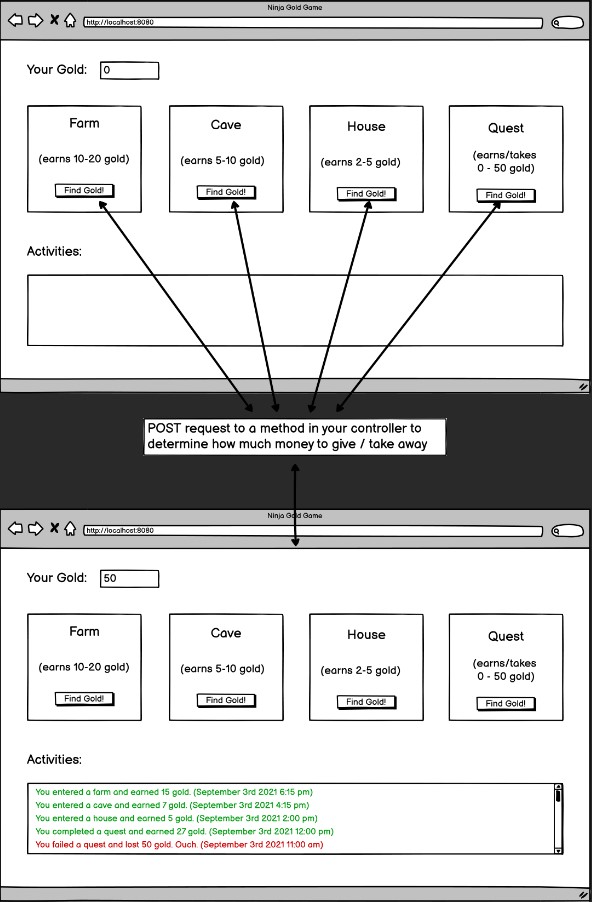 Ninja Gold Game
http://localhost:8080
Your Gold: 0
Farm
(earns 10-20 gold)
Find Gold!
Cave
(earns 5-10 gold)
Find Gold!
House
(earns 2-5 gold)
Find Gold!
Quest
(earns/takes
0 - 50 gold)
Find Gold!
Activities:
POST request to a method in your controller to
determine how much money to give / take away
Ninja Gold Game
http://localhost:8080
Your Gold: 50
Farm
(earns 10-20 gold)
Find Gold!
Cave
(earns 5-10 gold)
Find Gold!
House
(earns 2-5 gold)
Find Gold!
Quest
(earns/takes
0 - 50 gold)
Find Gold!
Activities:
You entered a farm and earned 15 gold. (September 3rd 2021 6:15 pm)
You entered a cave and earned 7 gold. (September 3rd 2021 4:15 pm)
You entered a house and earned 5 gold. (September 3rd 2021 2:00 pm)
You completed a quest and earned 27 gold. (September 3rd 2021 12:00 pm)
You failed a quest and lost 50 gold. Ouch. (September 3rd 2021 11:00 am)